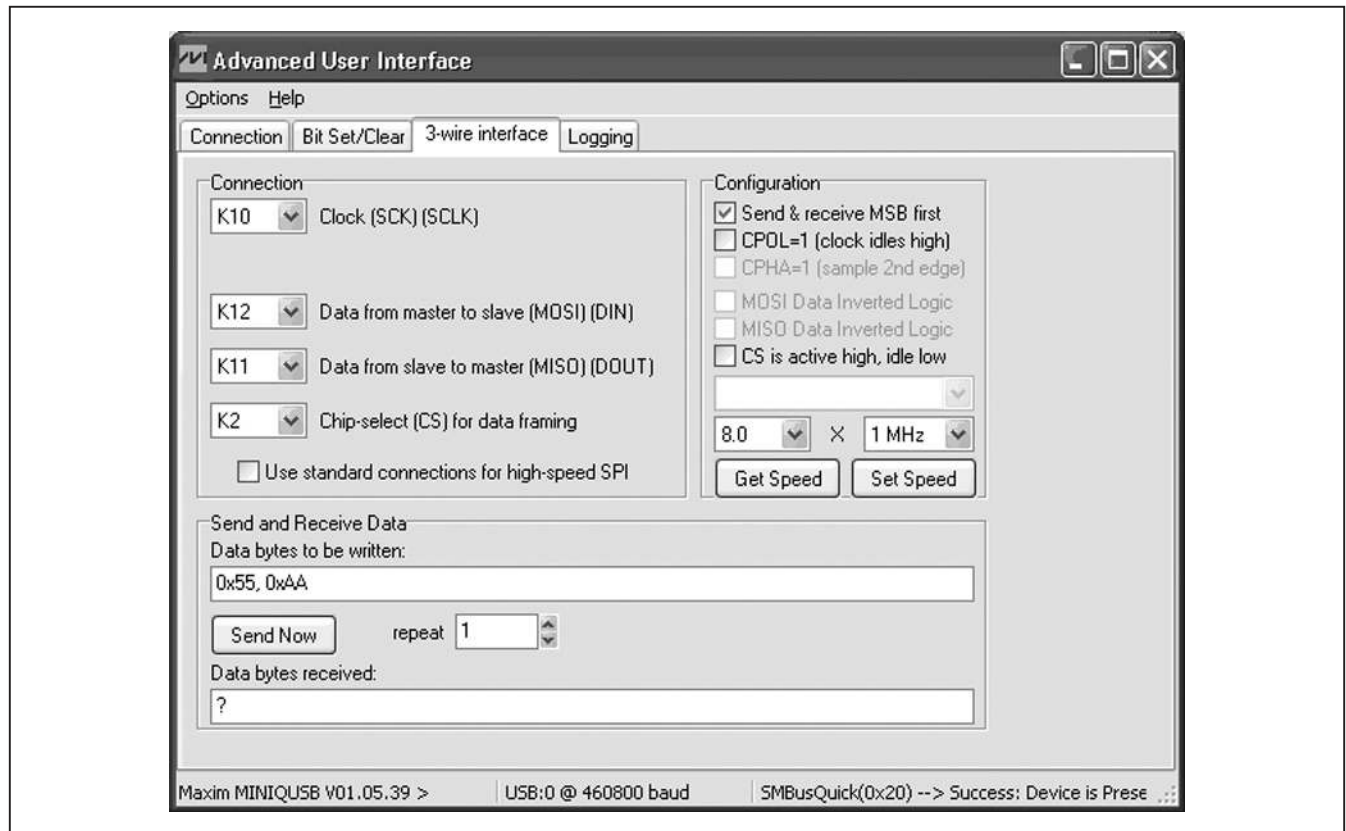 Advanced User Interface
Options Help
Connection Bit Set/Clear 3-wire interface Logging
Connection
K10 Clock (SCK) (SCLK)
K12 Data from master to slave (MOSI) (DIN)
K11 Data from slave to master (MISO) (DOUT)
K2 Chip-select (CS) for data framing
Use standard connections for high-speed SPI
Configuration
Send & receive MSB first
CPOL=1 (clock idles high)
CPHA=1 (sample 2nd edge)
MOSI Data Inverted Logic
MISO Data Inverted Logic
CS is active high, idle low
8.0 X 1 MHz
Get Speed Set Speed
Send and Receive Data
Data bytes to be written:
0x55, 0xAA
Send Now repeat 1
Data bytes received:
?
Maxim MINIQUSB V01.05.39 > USB:0 @ 460800 baud SMBusQuick(0x20) --> Success: Device is Prese